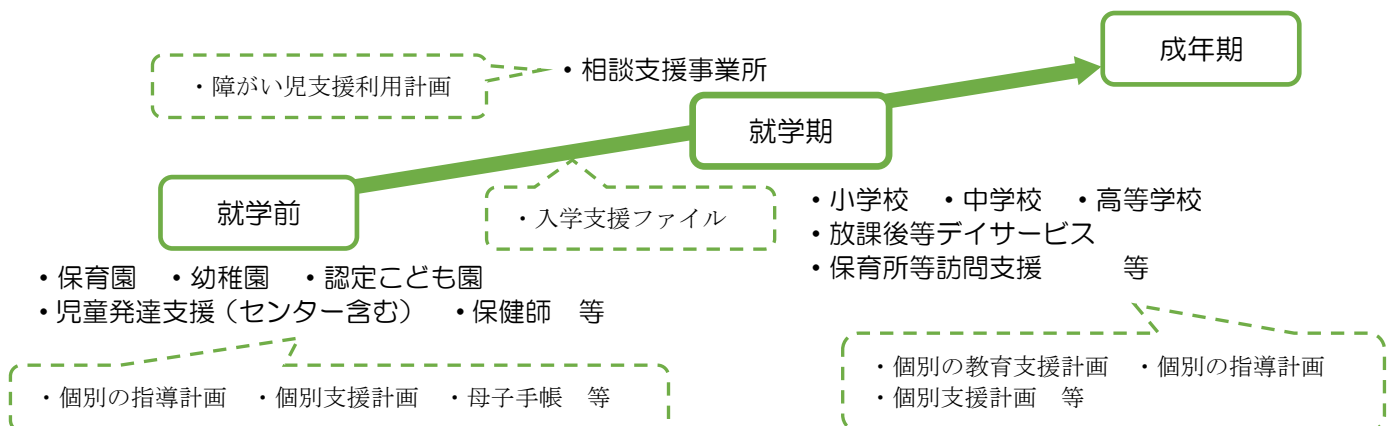 成年期
・相談支援事業所
・障がい児支援利用計画
就学期
就学前
・入学支援ファイル
・小学校　・中学校　・高等学校
・放課後等デイサービス
・保育所等訪問支援　　　等
・保育園　・幼稚園　・認定こども園
・児童発達支援（センター含む）　・保健師　等
・個別の教育支援計画　・個別の指導計画
・個別支援計画　等
・個別の指導計画　・個別支援計画　・母子手帳　等